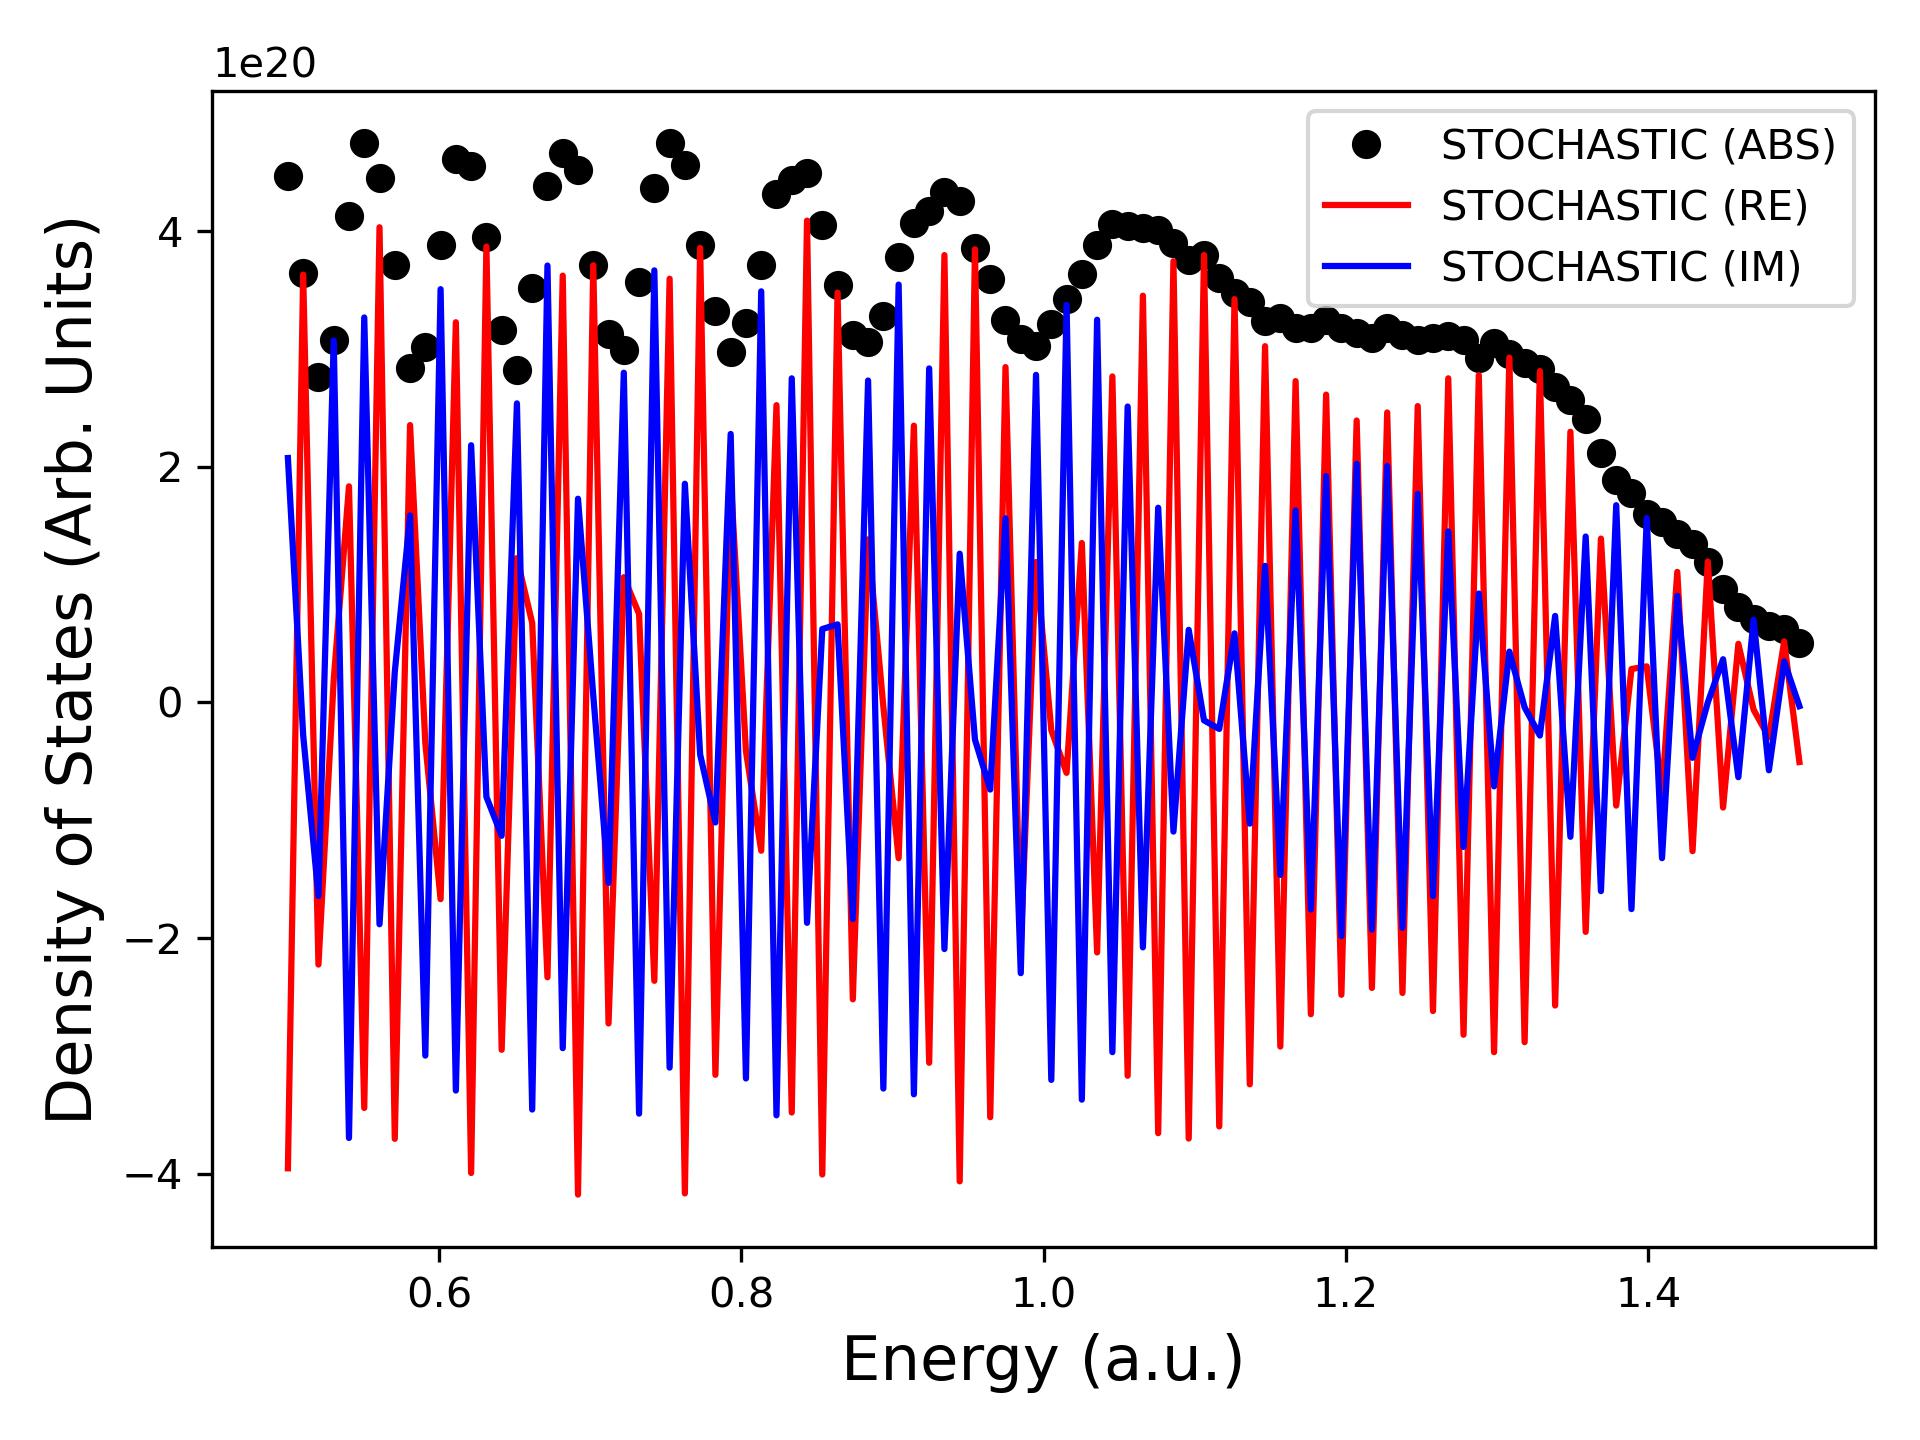 1e20
STOCHASTIC (ABS)
STOCHASTIC (RE)
STOCHASTIC (IM)
Density of States (Arb. Units)
4
2
0
−2
−4
0.6 0.8 1.0 1.2 1.4
Energy (a.u.)